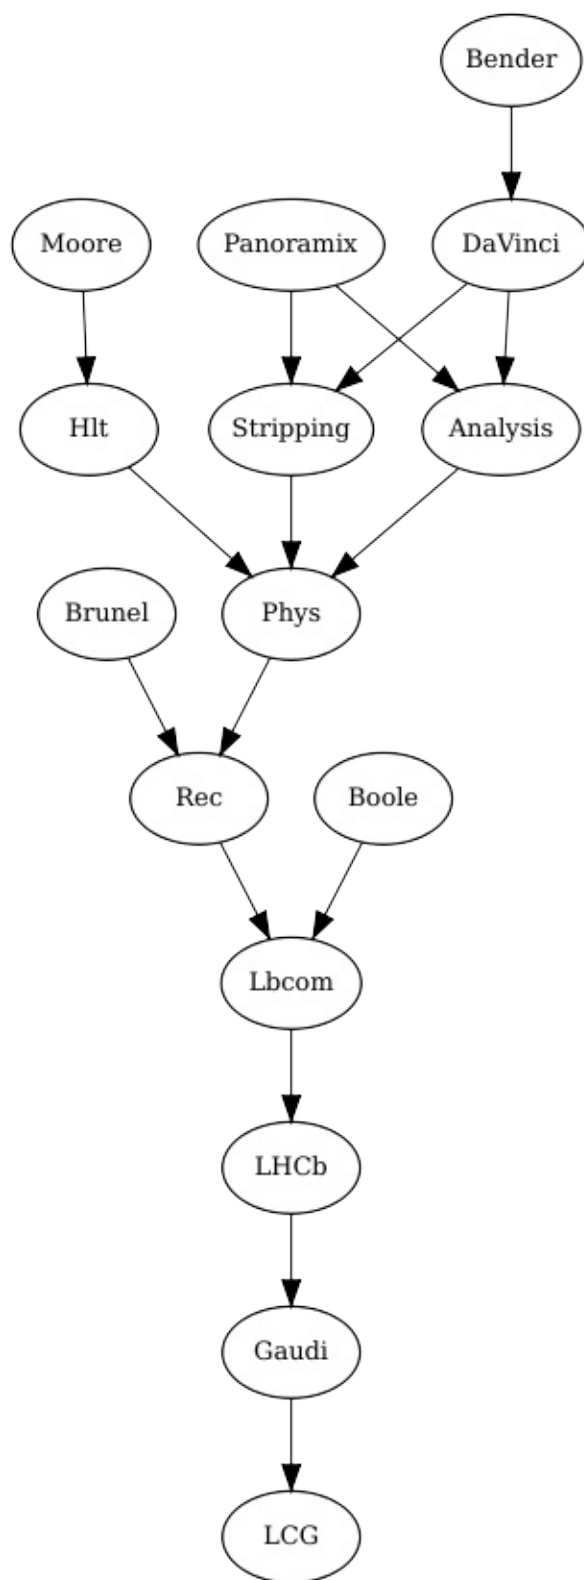 Bender
Moore
Panoramix
DaVinci
Hlt
Stripping
Analysis
Brunel
Phys
Rec
Boole
Lbcom
LHCb
Gaudi
LCG